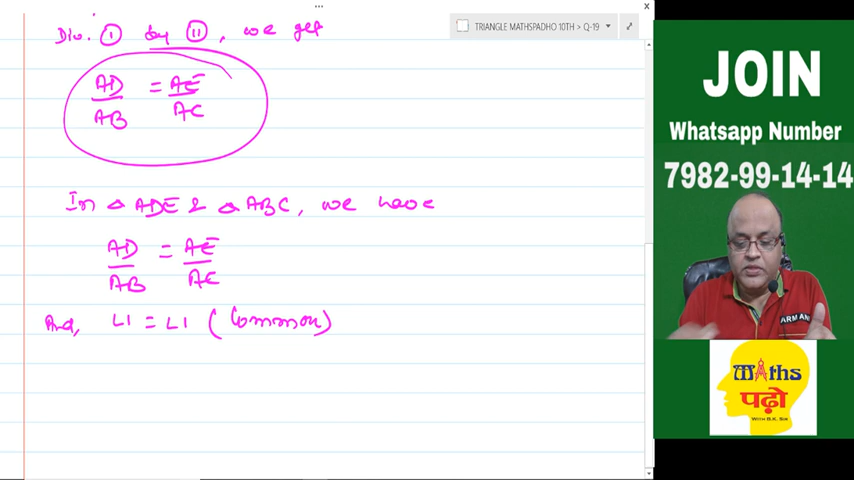 Div. ① by ⑪, we get
AD = AE
AB AC
In △ ADE & △ ABC, we have
AD = AE
AB AC
And, ∠1 = ∠1 (Common)
TRIANGLE MATHSPADHO 10TH > Q-19
JOIN
Whatsapp Number
7982-99-14-14
ARMANI
Maths
पढ़ो
WITH B.K. Sir